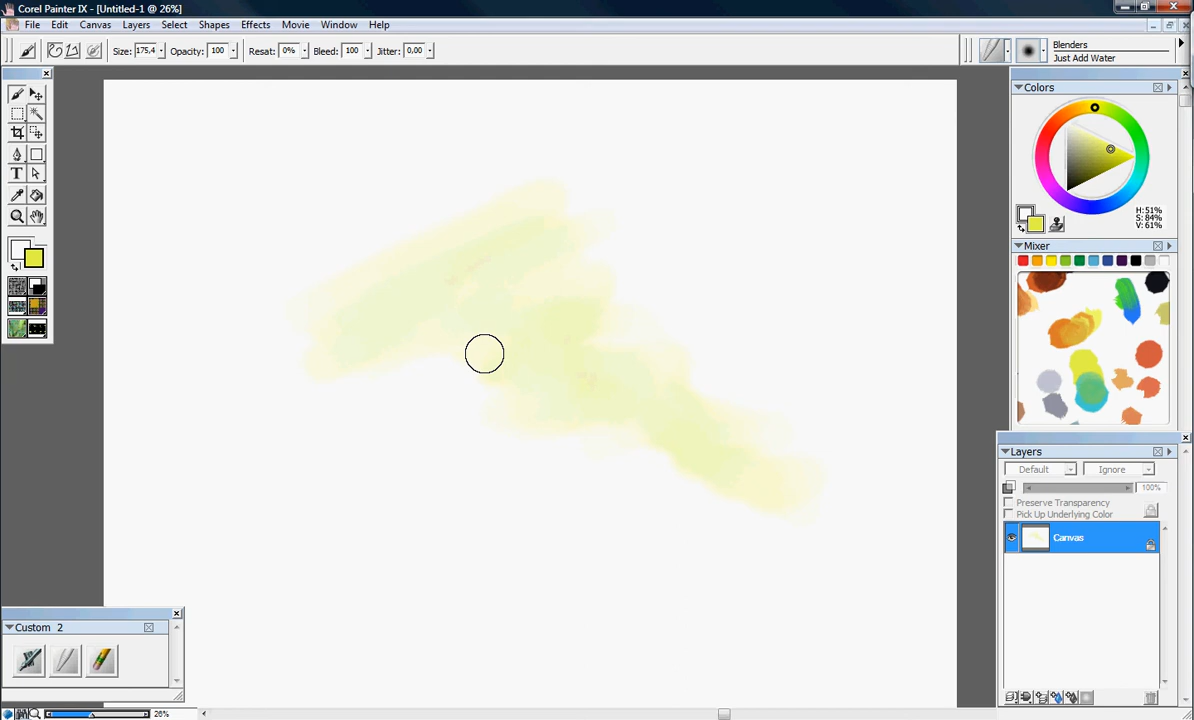 Corel Painter IX - [Untitled-1 @ 26%]
File Edit Canvas Layers Select Shapes Effects Movie Window Help
Size: 175,4 Opacity: 100 Resat: 0% Bleed: 100 Jitter: 0,00
Blenders
Just Add Water
Colors
H: 51%
S: 84%
V: 61%
Mixer
Layers
Default Ignore
100%
Preserve Transparency
Pick Up Underlying Color
Canvas
Custom 2
T
26%